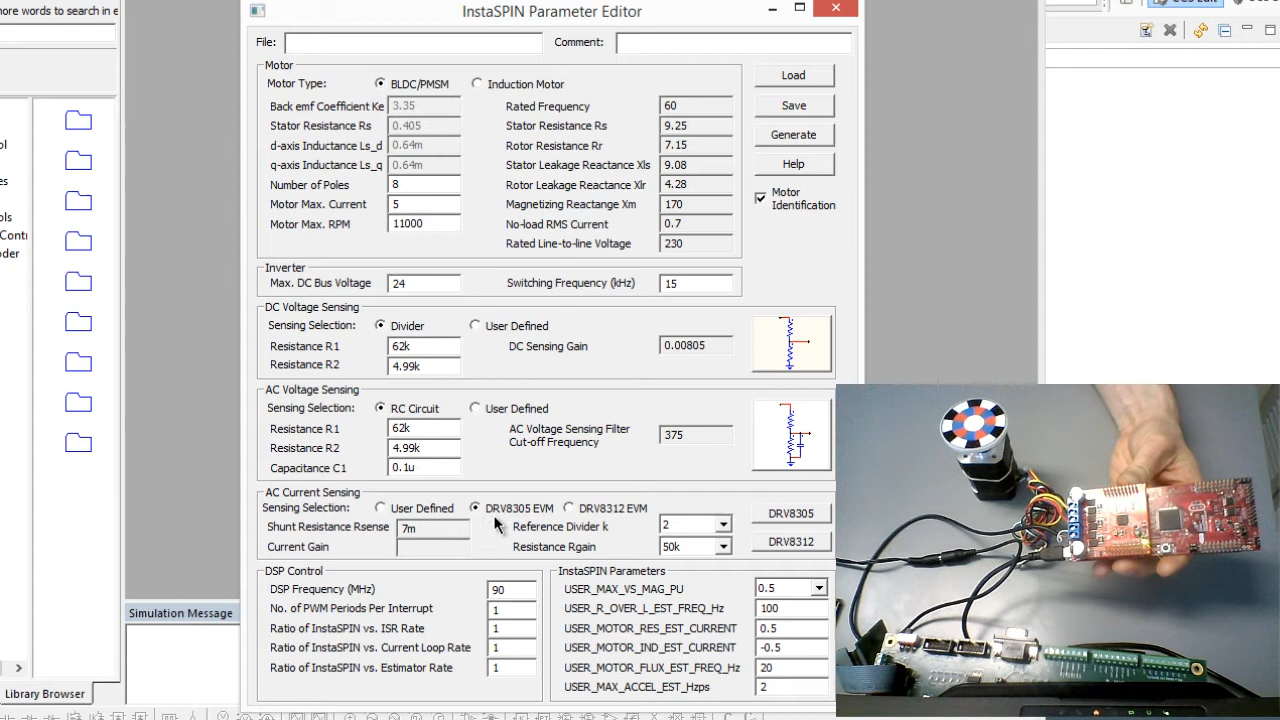 more words to search in e
InstaSPIN Parameter Editor
File:
Comment:
Motor
Motor Type:
BLDC/PMSM
Induction Motor
Back emf Coefficient Ke
3.35
Rated Frequency
60
Stator Resistance Rs
0.405
Stator Resistance Rs
9.25
d-axis Inductance Ls_d
0.64m
Rotor Resistance Rr
7.15
q-axis Inductance Ls_q
0.64m
Stator Leakage Reactance Xls
9.08
Number of Poles
8
Rotor Leakage Reactance Xlr
4.28
Motor Max. Current
5
Magnetizing Reactange Xm
170
Motor Max. RPM
11000
No-load RMS Current
0.7
Rated Line-to-line Voltage
230
Load
Save
Generate
Help
Motor
Identification
Inverter
Max. DC Bus Voltage
24
Switching Frequency (kHz)
15
DC Voltage Sensing
Sensing Selection:
Divider
User Defined
Resistance R1
62k
DC Sensing Gain
0.00805
Resistance R2
4.99k
AC Voltage Sensing
Sensing Selection:
RC Circuit
User Defined
Resistance R1
62k
AC Voltage Sensing Filter
Cut-off Frequency
375
Resistance R2
4.99k
Capacitance C1
0.1u
AC Current Sensing
Sensing Selection:
User Defined
DRV8305 EVM
DRV8312 EVM
DRV8305
Shunt Resistance Rsense
7m
Reference Divider k
2
Current Gain
Resistance Rgain
50k
DRV8312
DSP Control
DSP Frequency (MHz)
90
No. of PWM Periods Per Interrupt
1
Ratio of InstaSPIN vs. ISR Rate
1
Ratio of InstaSPIN vs. Current Loop Rate
1
Ratio of InstaSPIN vs. Estimator Rate
1
InstaSPIN Parameters
USER_MAX_VS_MAG_PU
0.5
USER_R_OVER_L_EST_FREQ_Hz
100
USER_MOTOR_RES_EST_CURRENT
0.5
USER_MOTOR_IND_EST_CURRENT
-0.5
USER_MOTOR_FLUX_EST_FREQ_Hz
20
USER_MAX_ACCEL_EST_Hzps
2
Simulation Message
Library Browser